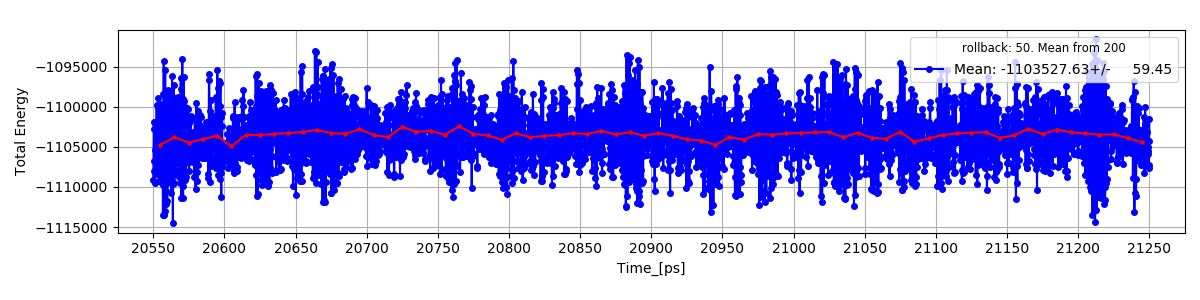 rollback: 50. Mean from 200
Mean: -1103527.63+/-     59.45
Total Energy
−1095000
−1100000
−1105000
−1110000
−1115000
20550 20600 20650 20700 20750 20800 20850 20900 20950 21000 21050 21100 21150 21200 21250
Time_[ps]